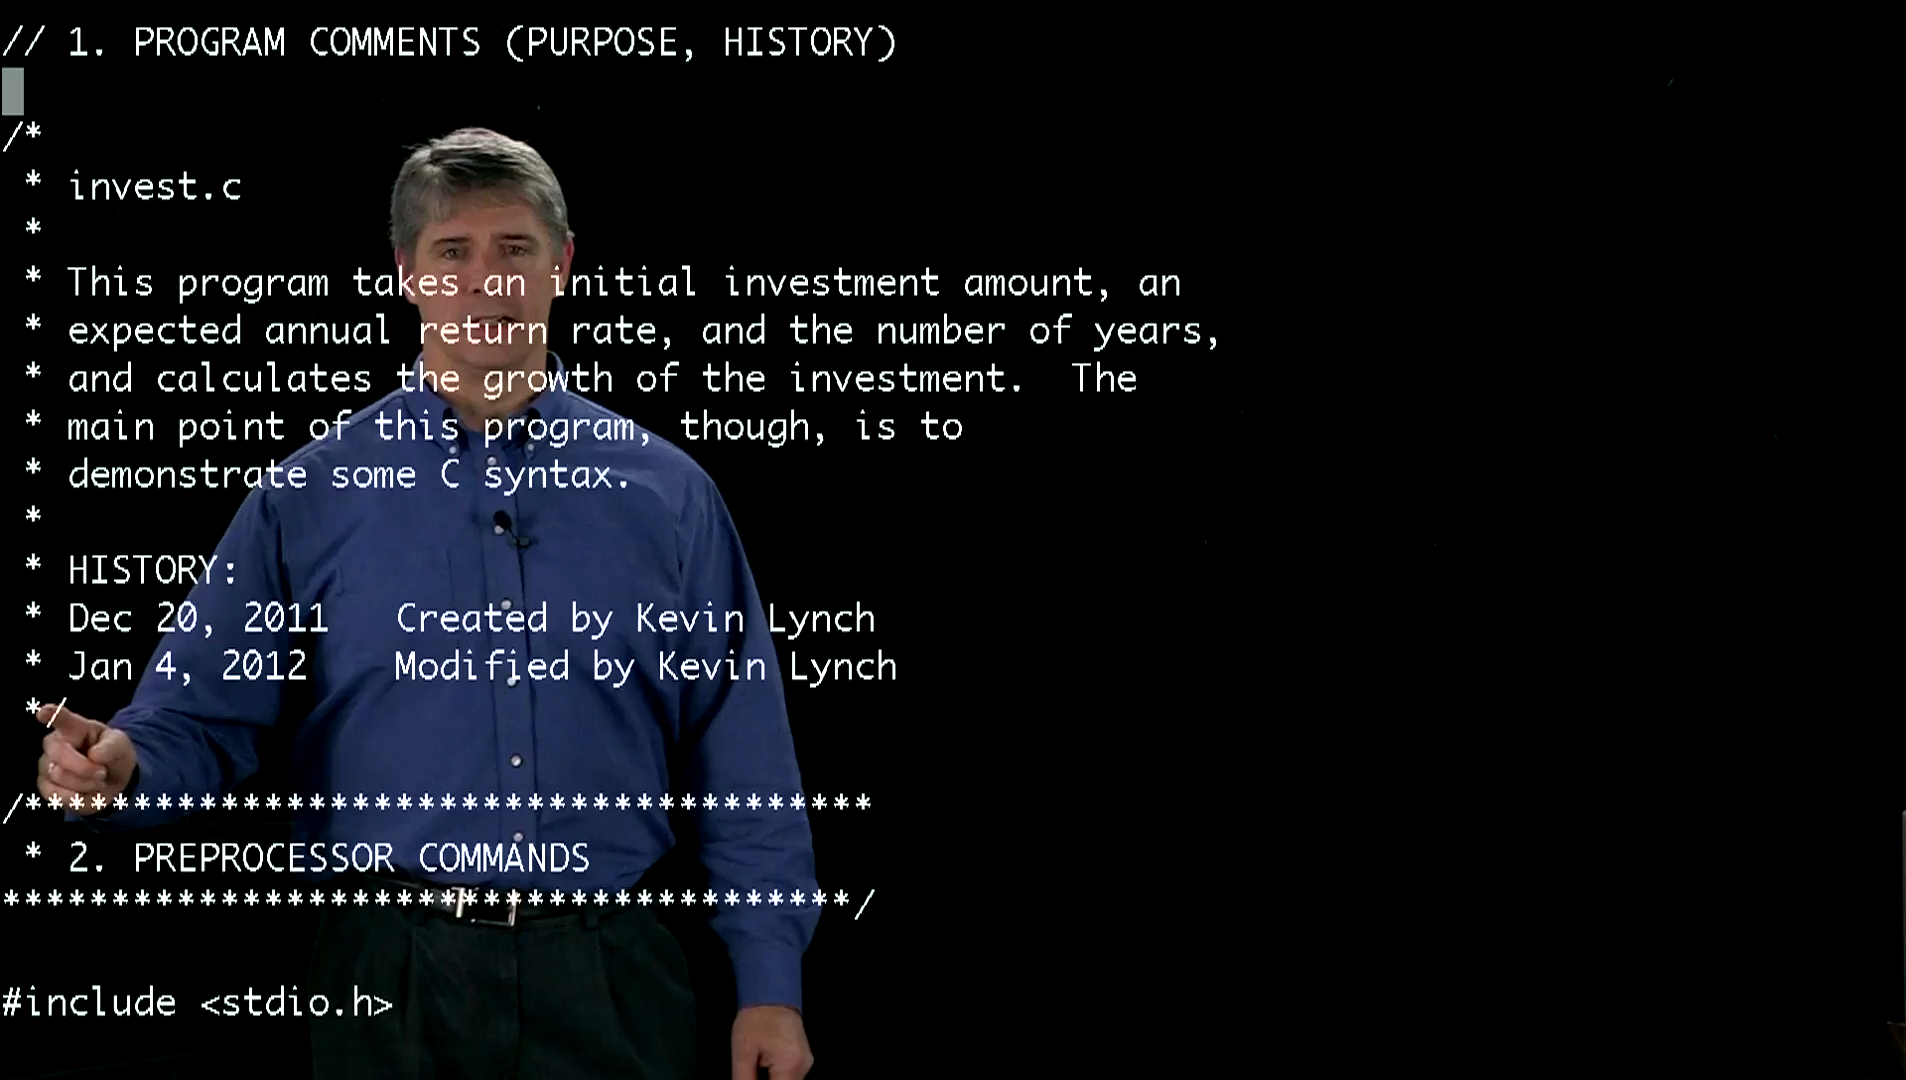 // 1. PROGRAM COMMENTS (PURPOSE, HISTORY)
/*
* invest.c
*
* This program takes an initial investment amount, an
* expected annual return rate, and the number of years,
* and calculates the growth of the investment.  The
* main point of this program, though, is to
* demonstrate some C syntax.
*
* HISTORY:
* Dec 20, 2011   Created by Kevin Lynch
* Jan 4, 2012    Modified by Kevin Lynch
*/
/***************************************
* 2. PREPROCESSOR COMMANDS
***************************************/
#include <stdio.h>